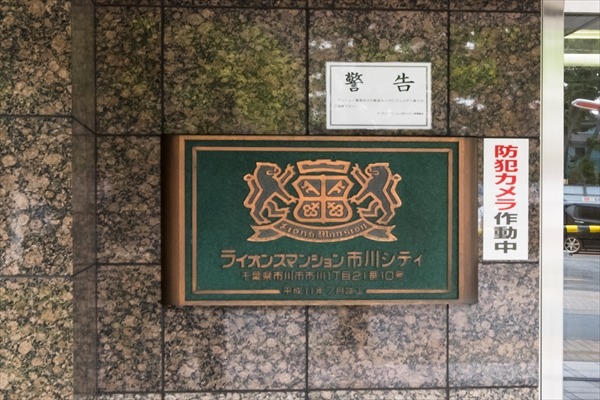 警告
防犯カメラ作動中
Lions Mansion
ライオンズマンション市川シティ
千葉県市川市市川1丁目21番10号